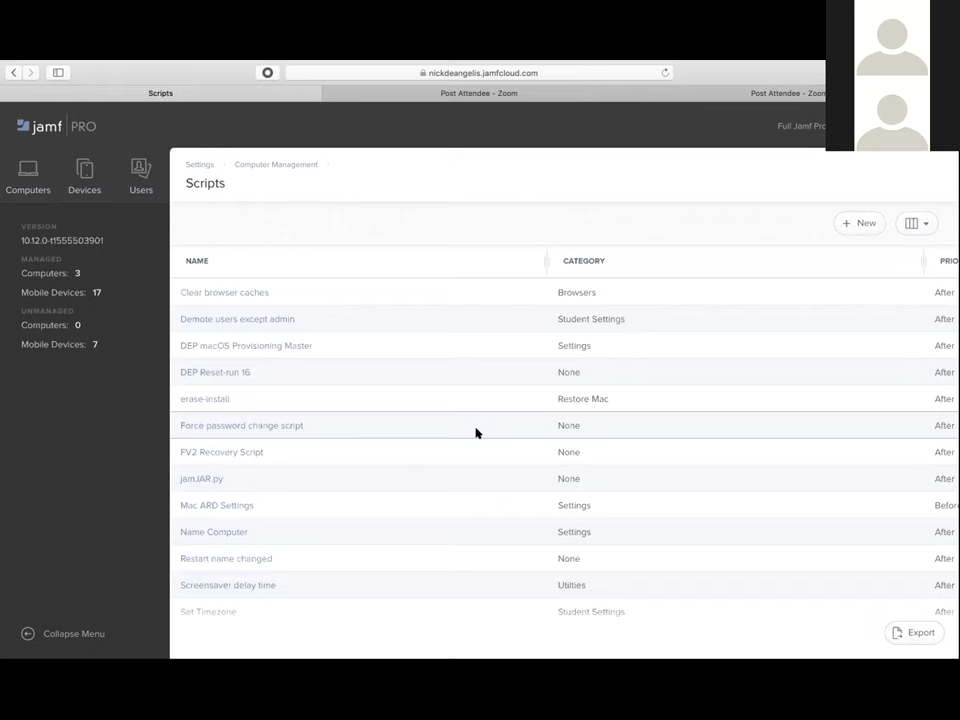 nickdeangelis.jamfcloud.com
Scripts
Post Attendee - Zoom
Post Attendee - Zoom
jamf PRO
Full Jamf Pro
Computers
Devices
Users
VERSION
10.12.0-t1555503901
MANAGED
Computers: 3
Mobile Devices: 17
UNMANAGED
Computers: 0
Mobile Devices: 7
Collapse Menu
Settings
Computer Management
Scripts
New
NAME CATEGORY PRIO
Clear browser caches Browsers After
Demote users except admin Student Settings After
DEP macOS Provisioning Master Settings After
DEP Reset-run 16 None After
erase-install Restore Mac After
Force password change script None After
FV2 Recovery Script None After
jamJAR.py None After
Mac ARD Settings Settings Before
Name Computer Settings After
Restart name changed None After
Screensaver delay time Utilties After
Set Timezone Student Settings After
Export